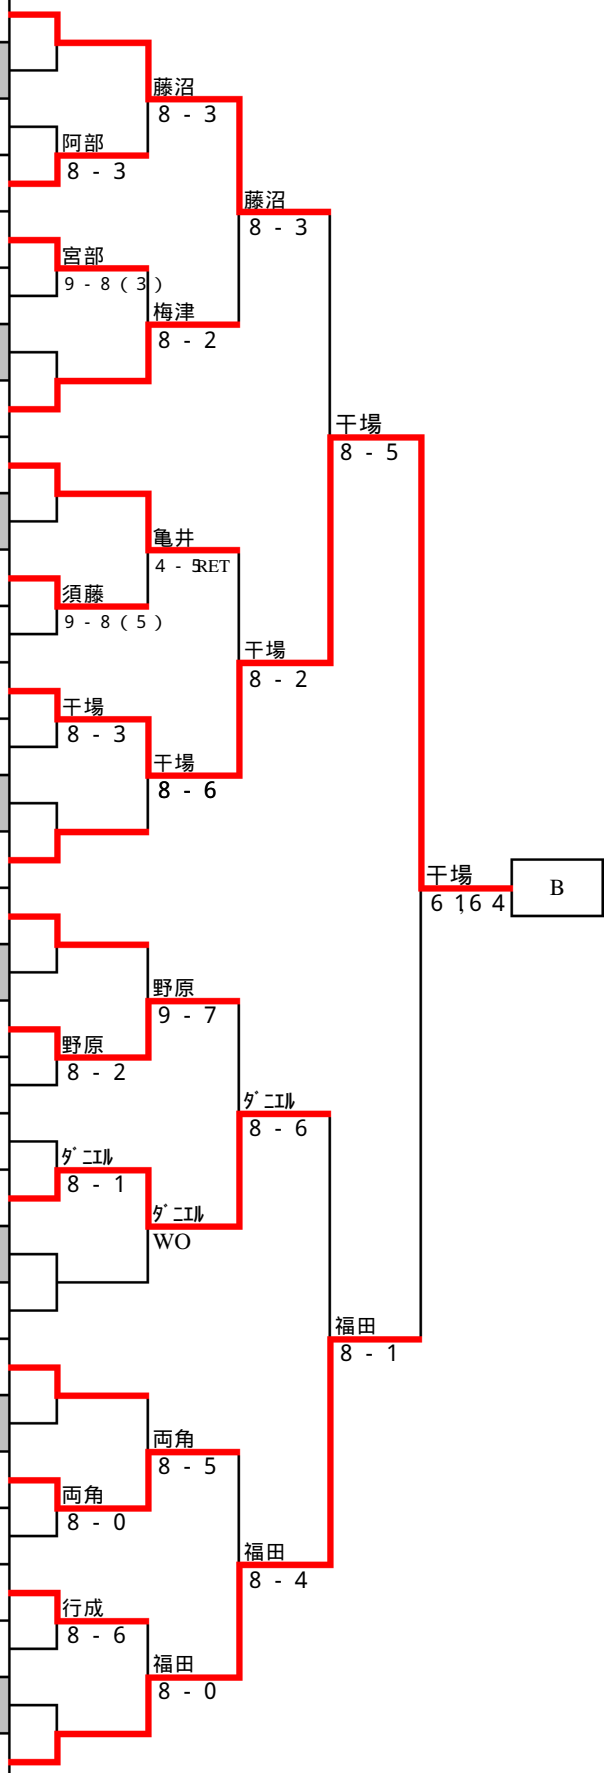 藤沼
8 - 3
阿部
8 - 3
藤沼
8 - 3
宮部
9 - 8 ( 3 )
梅津
8 - 2
干場
8 - 5
亀井
4 - 5RET
須藤
9 - 8 ( 5 )
干場
8 - 2
干場
8 - 3
干場
8 - 6
干場
6 1,6 4
B
野原
9 - 7
野原
8 - 2
ﾀﾞﾆｴﾙ
8 - 6
ﾀﾞﾆｴﾙ
8 - 1
ﾀﾞﾆｴﾙ
WO
福田
8 - 1
両角
8 - 5
両角
8 - 0
福田
8 - 4
行成
8 - 6
福田
8 - 0